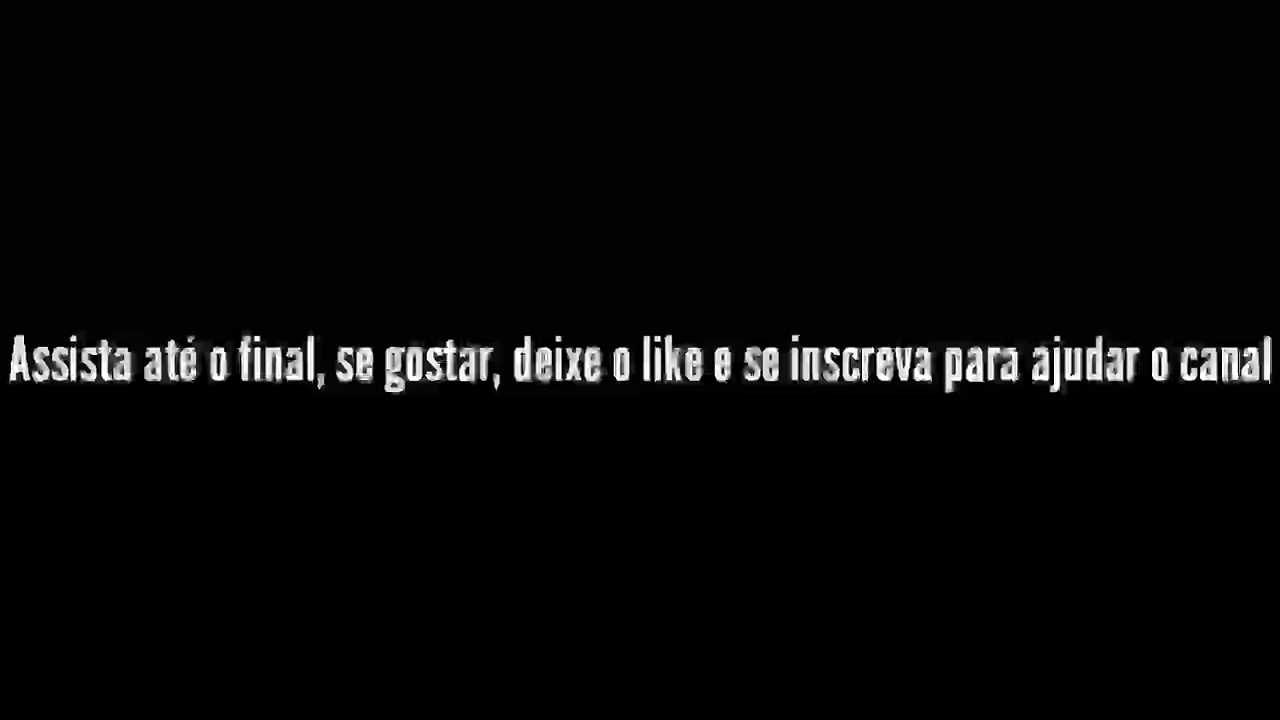 Assista até o final, se gostar, deixe o like e se inscreva para ajudar o canal